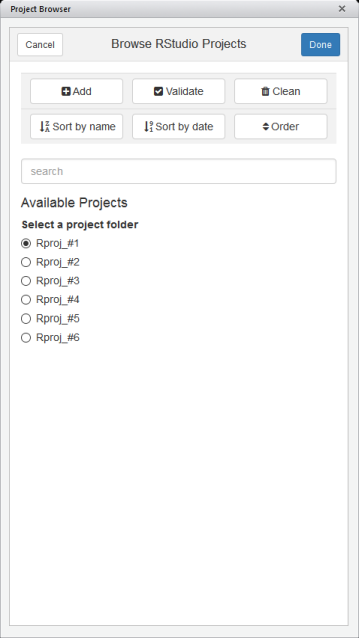 Project Browser
Cancel Browse RStudio Projects Done
Add Validate Clean
Sort by name Sort by date Order
search
Available Projects
Select a project folder
Rproj_#1
Rproj_#2
Rproj_#3
Rproj_#4
Rproj_#5
Rproj_#6